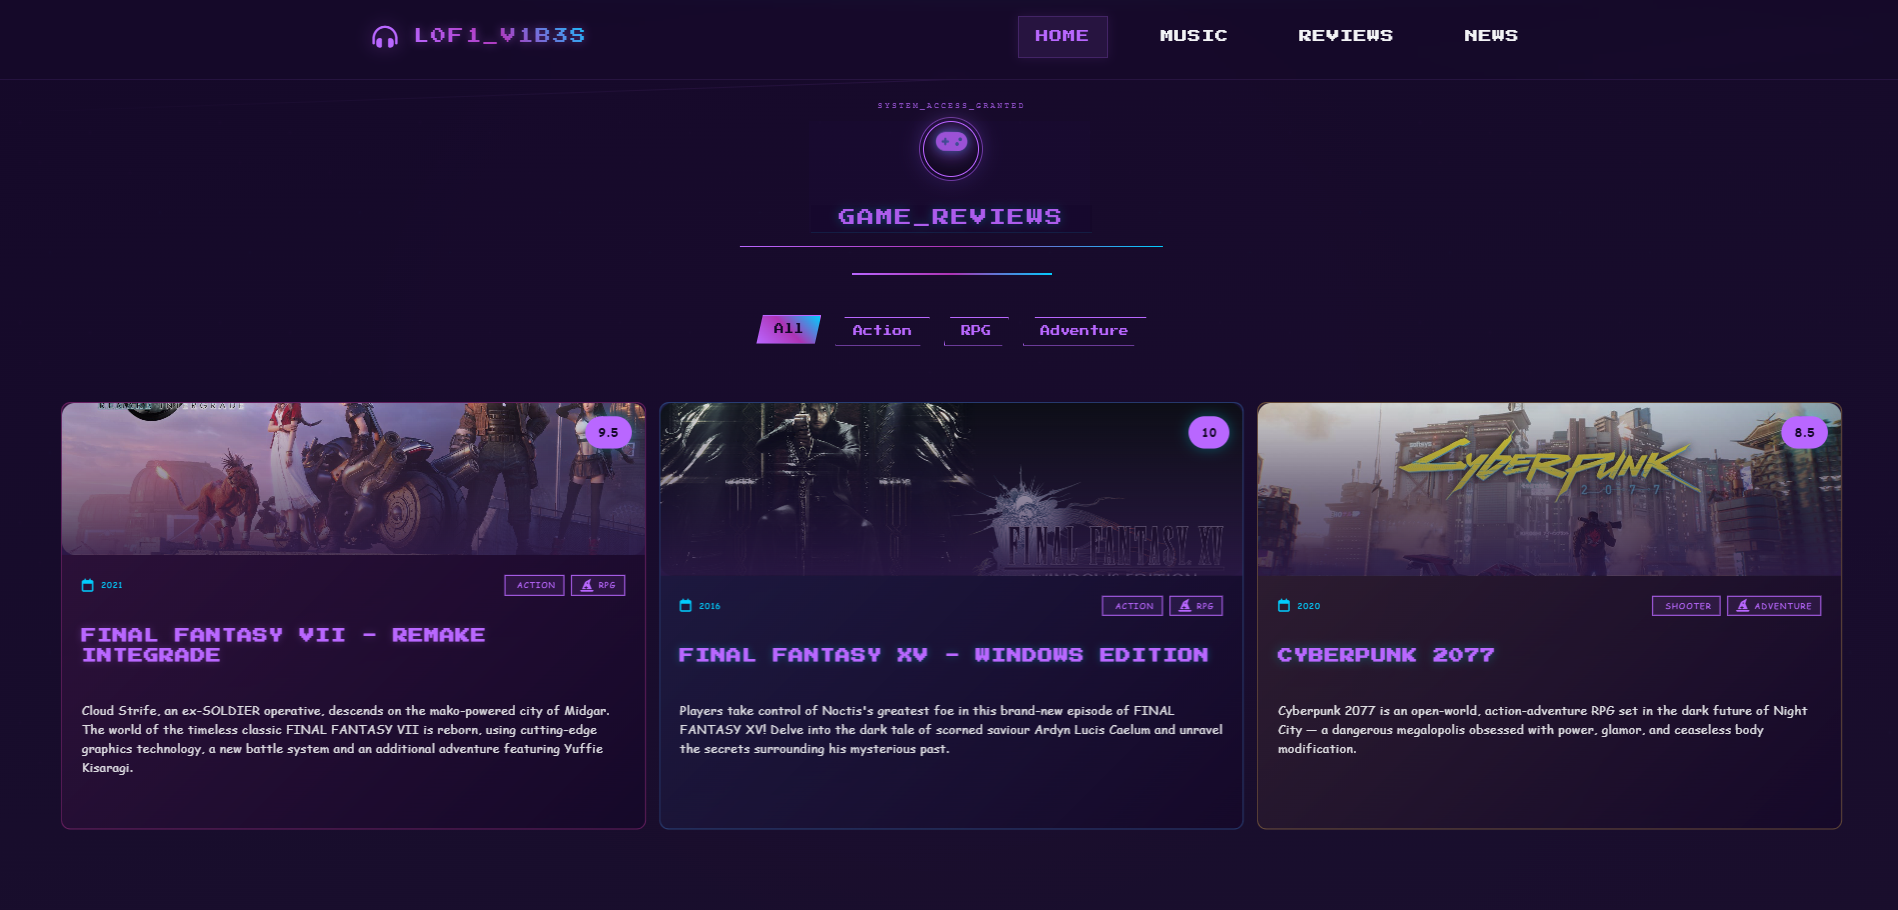 LOFI_V1B3S
HOME
MUSIC
REVIEWS
NEWS
SYSTEM_ACCESS_GRANTED
GAME_REVIEWS
All
Action
RPG
Adventure
9.5
10
8.5
CYBERPUNK
2077
FINAL FANTASY XV
WINDOWS EDITION
2021
ACTION
RPG
FINAL FANTASY VII - REMAKE
INTEGRADE
Cloud Strife, an ex-SOLDIER operative, descends on the mako-powered city of Midgar.
The world of the timeless classic FINAL FANTASY VII is reborn, using cutting-edge
graphics technology, a new battle system and an additional adventure featuring Yuffie
Kisaragi.
2016
ACTION
RPG
FINAL FANTASY XV - WINDOWS EDITION
Players take control of Noctis's greatest foe in this brand-new episode of FINAL
FANTASY XV! Delve into the dark tale of scorned saviour Ardyn Lucis Caelum and unravel
the secrets surrounding his mysterious past.
2020
SHOOTER
ADVENTURE
CYBERPUNK 2077
Cyberpunk 2077 is an open-world, action-adventure RPG set in the dark future of Night
City — a dangerous megalopolis obsessed with power, glamor, and ceaseless body
modification.